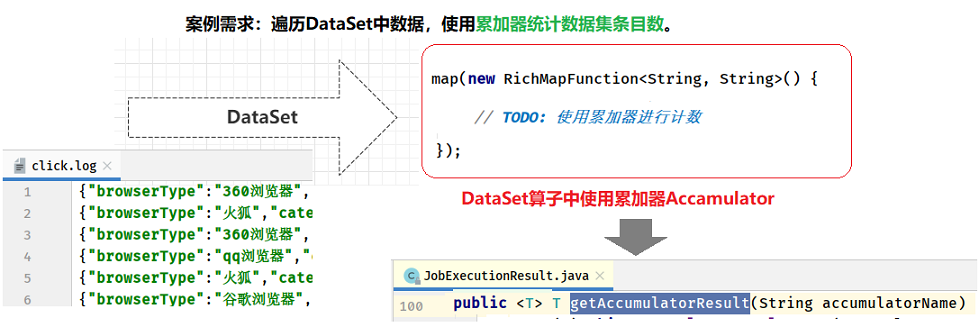 案例需求：遍历DataSet中数据，使用累加器统计数据集条目数。
map(new RichMapFunction<String, String>() {
// TODO: 使用累加器进行计数
});
DataSet
click.log
1 {"browserType":"360浏览器",
2 {"browserType":"火狐","cate
3 {"browserType":"360浏览器",
4 {"browserType":"qq浏览器","
5 {"browserType":"火狐","cate
6 {"browserType":"谷歌浏览器",
DataSet算子中使用累加器Accamulator
JobExecutionResult.java
100 public <T> T getAccumulatorResult(String accumulatorName)